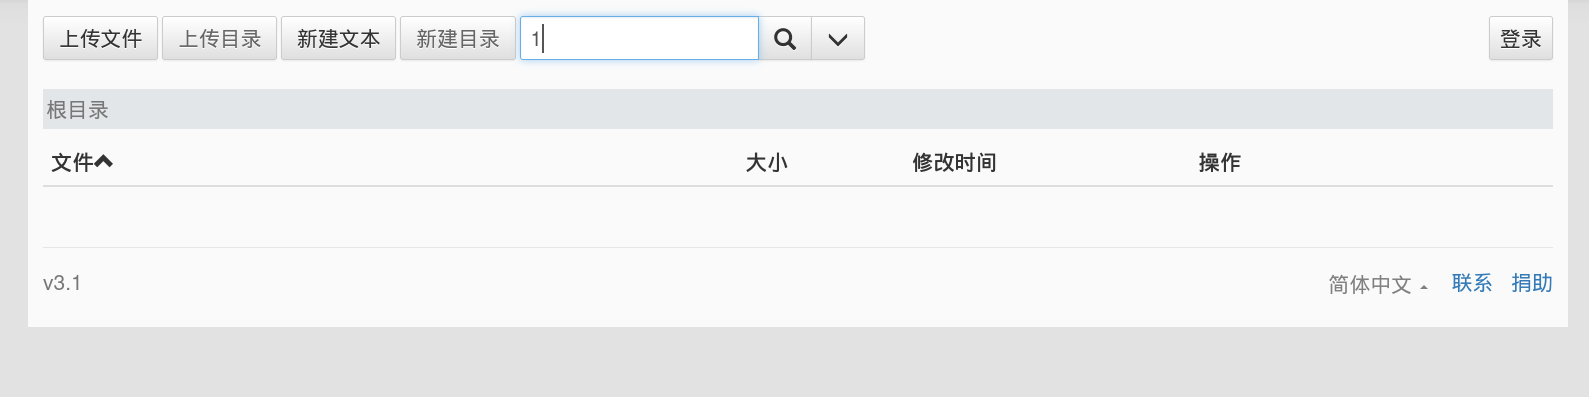 上传文件 上传目录 新建文本 新建目录 1 登录
根目录
文件 大小 修改时间 操作
v3.1 简体中文 联系 捐助